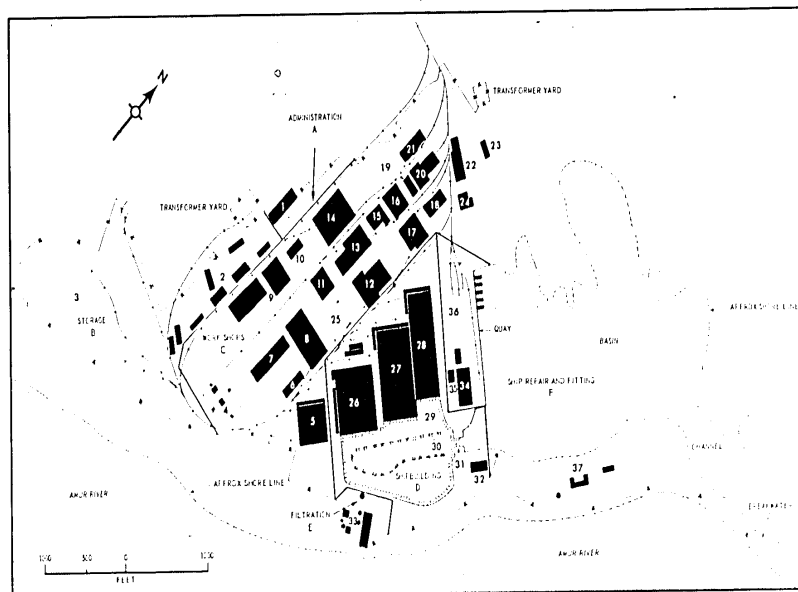 N
TRANSFORMER YARD
ADMINISTRATION
A
21
23
19
22
20
TRANSFORMER YARD
1
16
24
18
14
15
17
10
13
2
11
12
9
3
STORAGE
B
25
36
APPROX SHORE LINE
WORK SHOPS
C
8
QUAY
BASIN
28
7
27
35
34
SHIP REPAIR AND FITTING
F
6
26
29
5
30
CHANNEL
31
37
SHIPBUILDING
D
32
APPROX SHORE LINE
AMUR RIVER
FILTRATION
E
33
BREAKWATER
AMUR RIVER
1000
500
0
1000
FEET